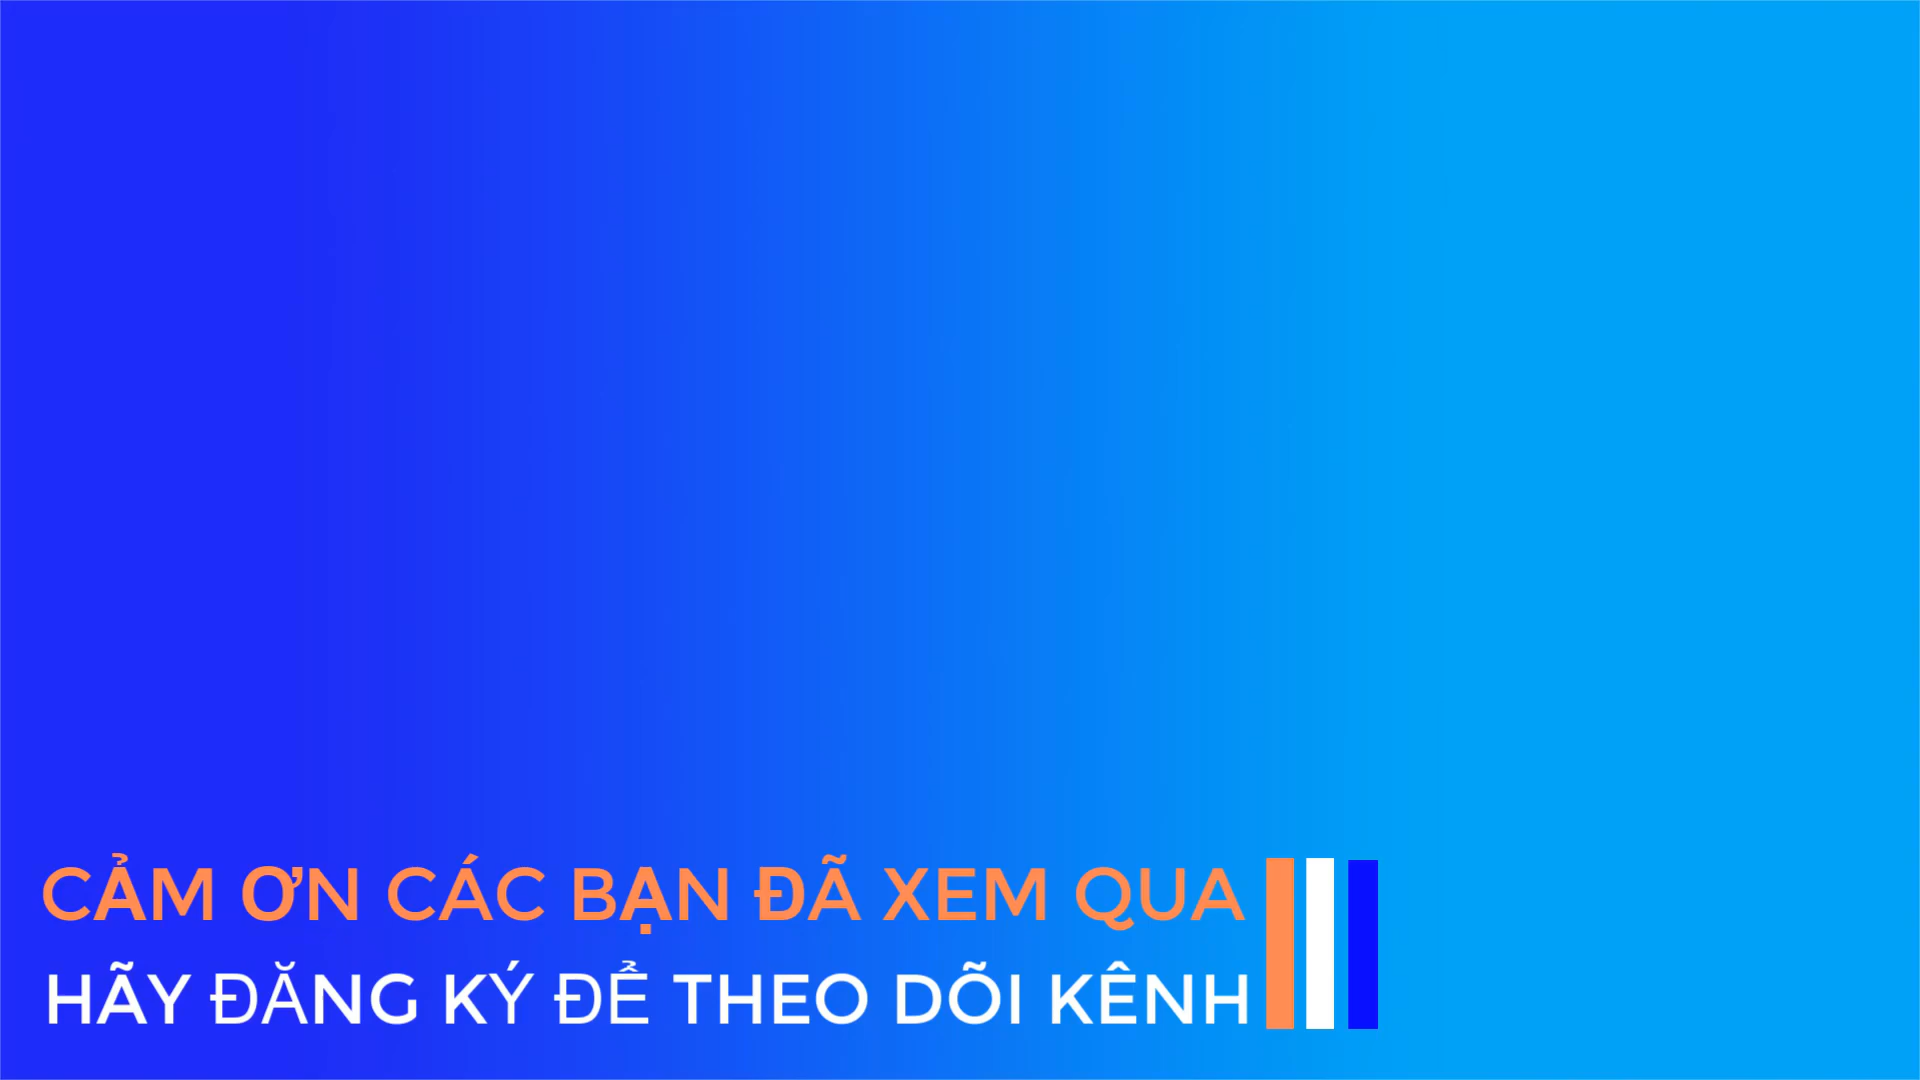 CẢM ƠN CÁC BẠN ĐÃ XEM QUA
HÃY ĐĂNG KÝ ĐỂ THEO DÕI KÊNH